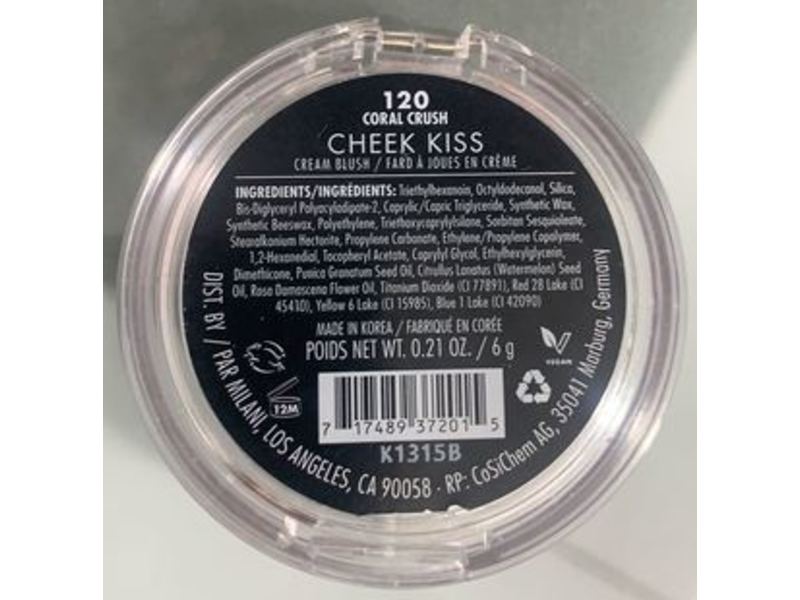 120
CORAL CRUSH
CHEEK KISS
CREAM BLUSH / FARD À JOUES EN CRÈME
INGREDIENTS/INGRÉDIENTS: Triethylhexanoin, Octyldodecanol, Silica,
Bis-Diglyceryl Polyacyladipate-2, Caprylic/Capric Triglyceride, Synthetic Wax,
Synthetic Beeswax, Polyethylene, Triethoxycaprylylsilane, Sorbitan Sesquioleate,
Stearalkonium Hectorite, Propylene Carbonate, Ethylene/Propylene Copolymer,
1,2-Hexanediol, Tocopheryl Acetate, Caprylyl Glycol, Ethylhexylglycerin,
Dimethicone, Punica Granatum Seed Oil, Citrullus Lanatus (Watermelon) Seed
Oil, Rosa Damascena Flower Oil, Titanium Dioxide (CI 77891), Red 28 Lake (CI
45410), Yellow 6 Lake (CI 15985), Blue 1 Lake (CI 42090)
MADE IN KOREA / FABRIQUÉ EN CORÉE
POIDS NET WT. 0.21 OZ. / 6 g
VEGAN
12M
7 17489 37201 5
K1315B
DIST. BY / PAR MILANI, LOS ANGELES, CA 90058 · RP: CoSiChem AG, 35041 Marburg, Germany